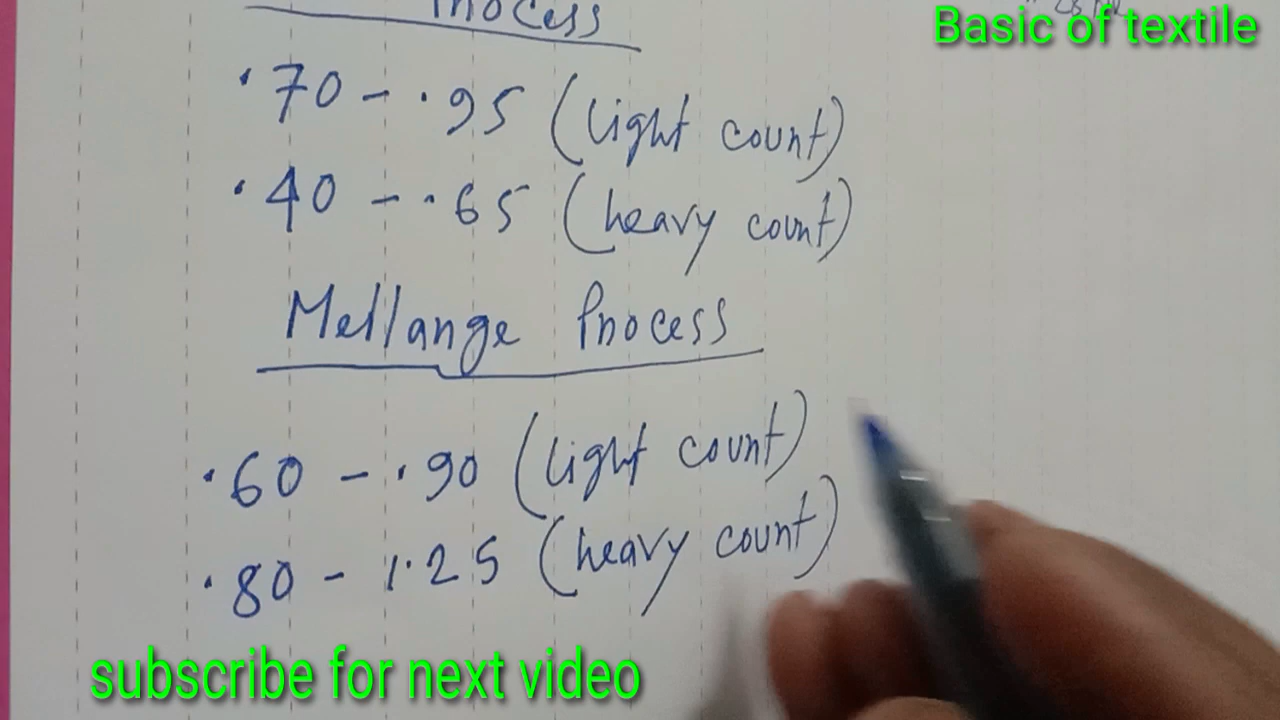 Basic of textile
Process
.70 - .95 (light count)
.40 - .65 (heavy count)
Mellange Process
.60 - .90 (light count)
.80 - 1.25 (heavy count)
subscribe for next video